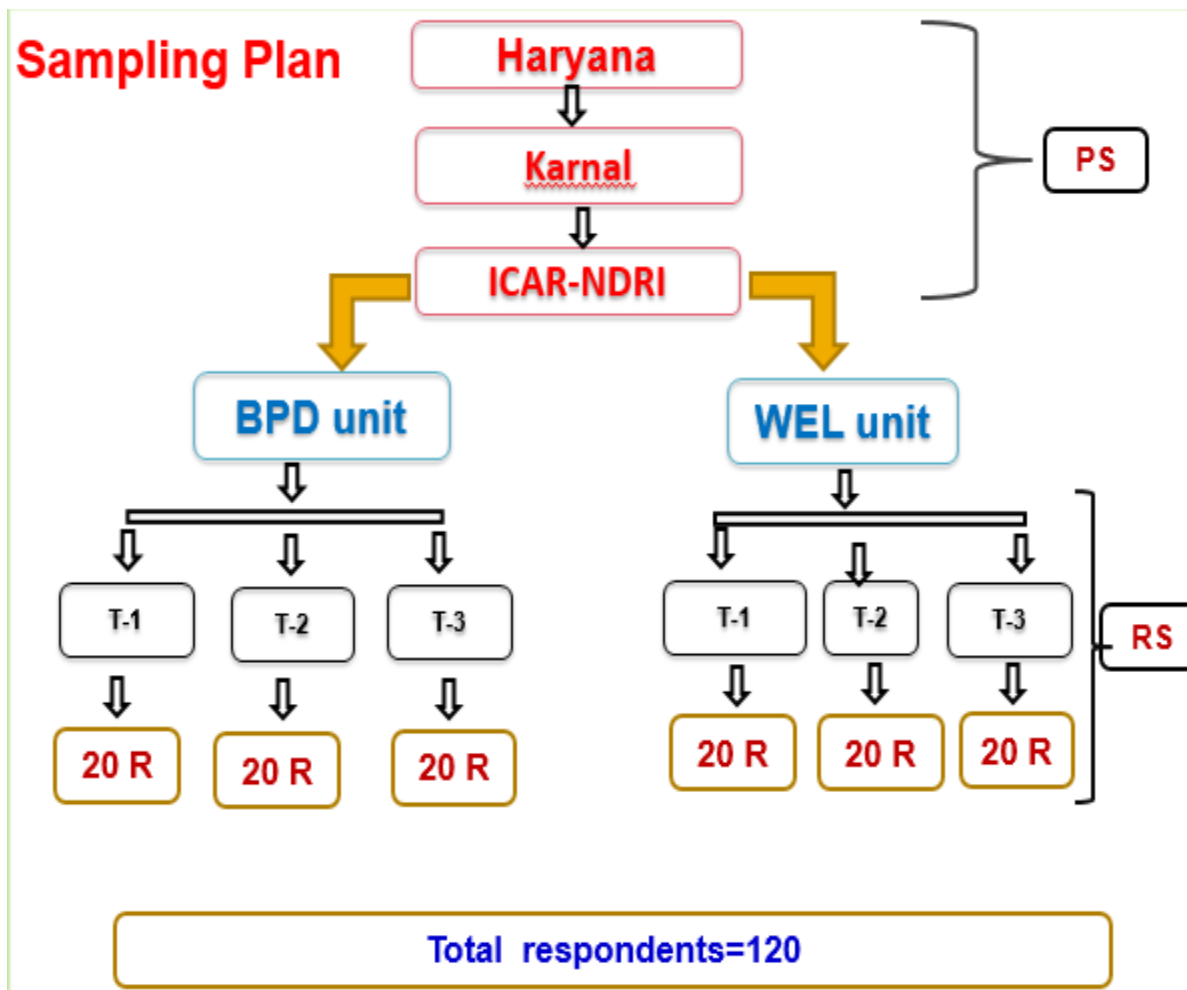 Sampling Plan
Haryana
Karnal
PS
ICAR-NDRI
BPD unit
WEL unit
T-1
T-2
T-3
T-1
T-2
T-3
RS
20 R
20 R
20 R
20 R
20 R
20 R
Total respondents=120